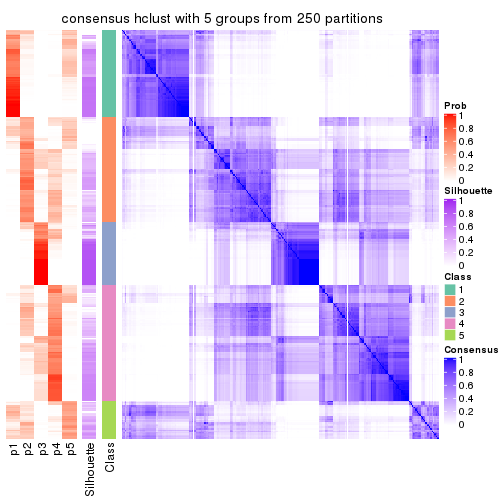 consensus hclust with 5 groups from 250 partitions
Prob
1
0.8
0.6
0.4
0.2
0
Silhouette
1
0.8
0.6
0.4
0.2
0
Class
1
2
3
4
5
Consensus
1
0.8
0.6
0.4
0.2
0
p1
p2
p3
p4
p5
Silhouette
Class